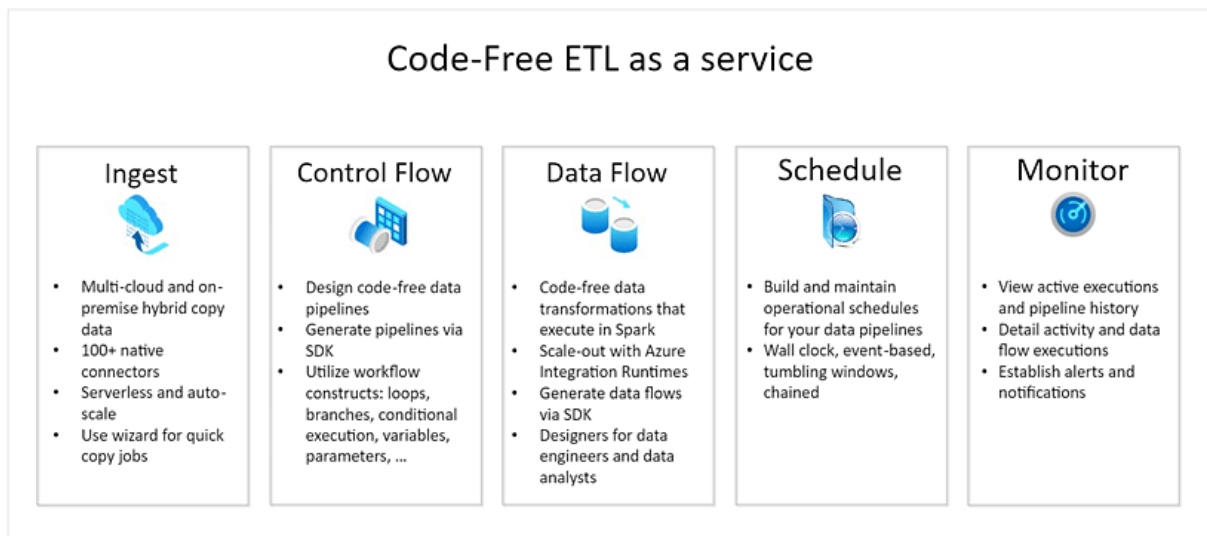 Code-Free ETL as a service
Ingest
• Multi-cloud and on-
premise hybrid copy
data
• 100+ native
connectors
• Serverless and auto-
scale
• Use wizard for quick
copy jobs
Control Flow
• Design code-free data
pipelines
• Generate pipelines via
SDK
• Utilize workflow
constructs: loops,
branches, conditional
execution, variables,
parameters, ...
Data Flow
• Code-free data
transformations that
execute in Spark
• Scale-out with Azure
Integration Runtimes
• Generate data flows
via SDK
• Designers for data
engineers and data
analysts
Schedule
• Build and maintain
operational schedules
for your data pipelines
• Wall clock, event-based,
tumbling windows,
chained
Monitor
• View active executions
and pipeline history
• Detail activity and data
flow executions
• Establish alerts and
notifications